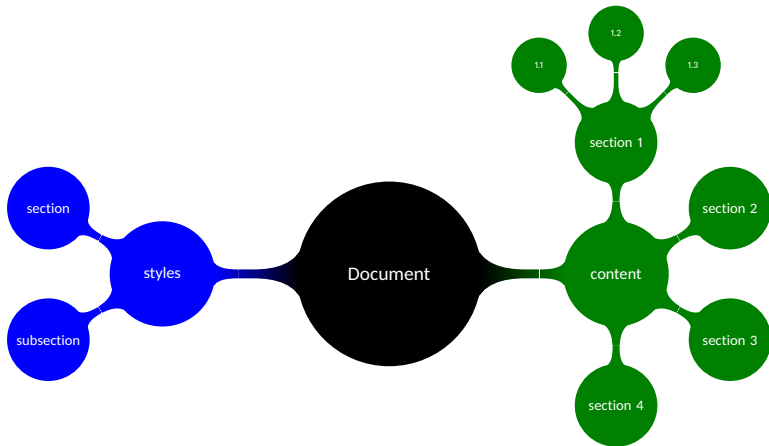 1.2
1.1
1.3
section 1
section
section 2
styles
Document
content
subsection
section 3
section 4